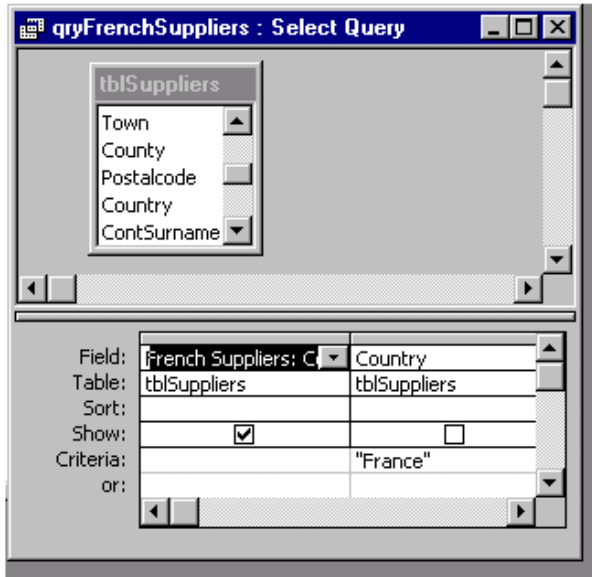 qryFrenchSuppliers : Select Query
tblSuppliers
Town
County
Postalcode
Country
ContSurname
Field: French Suppliers: Country
Table: tblSuppliers tblSuppliers
Sort:
Show:
Criteria: "France"
or: